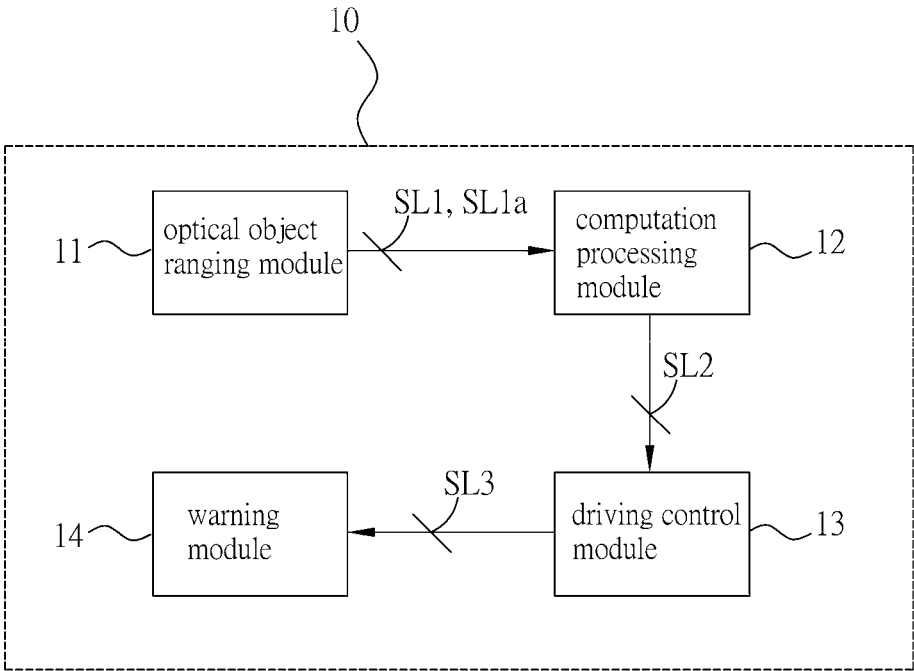 10
SL1, SL1a
11
optical object
ranging module
computation
processing
module
12
SL2
SL3
14
warning
module
driving control
module
13